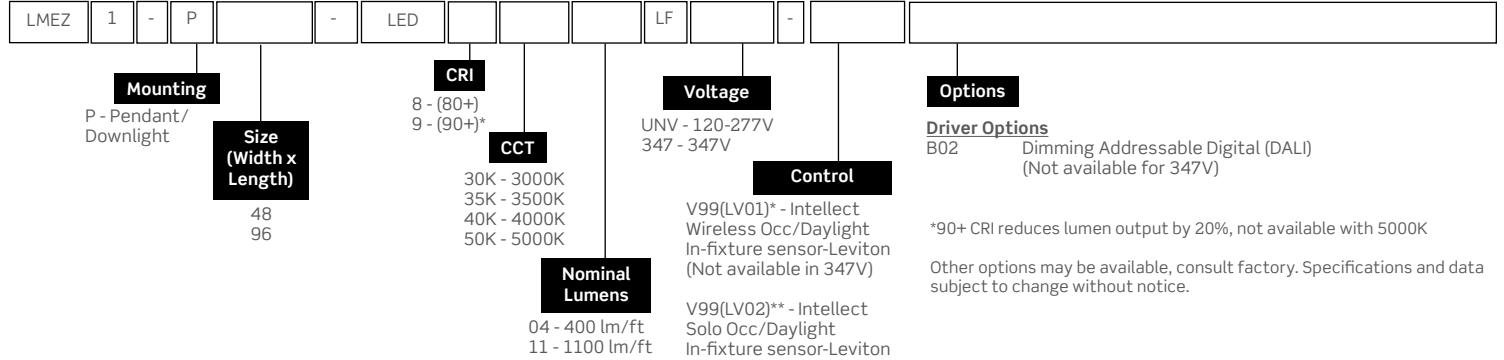 LMEZ 1 - P - LED LF -
Mounting
P - Pendant/
Downlight
Size
(Width x
Length)
48
96
CRI
8 - (80+)
9 - (90+)*
CCT
30K - 3000K
35K - 3500K
40K - 4000K
50K - 5000K
Nominal
Lumens
04 - 400 lm/ft
11 - 1100 lm/ft
Voltage
UNV - 120-277V
347 - 347V
Control
V99(LV01)* - Intellect
Wireless Occ/Daylight
In-fixture sensor-Leviton
(Not available in 347V)
V99(LV02)** - Intellect
Solo Occ/Daylight
In-fixture sensor-Leviton
Options
Driver Options
B02 Dimming Addressable Digital (DALI)
(Not available for 347V)
*90+ CRI reduces lumen output by 20%, not available with 5000K
Other options may be available, consult factory. Specifications and data
subject to change without notice.